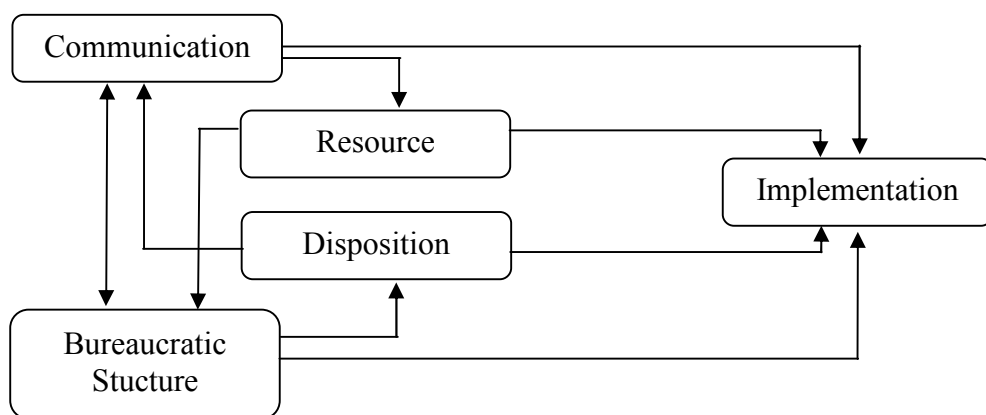 Communication
Resource
Implementation
Disposition
Bureaucratic
Stucture